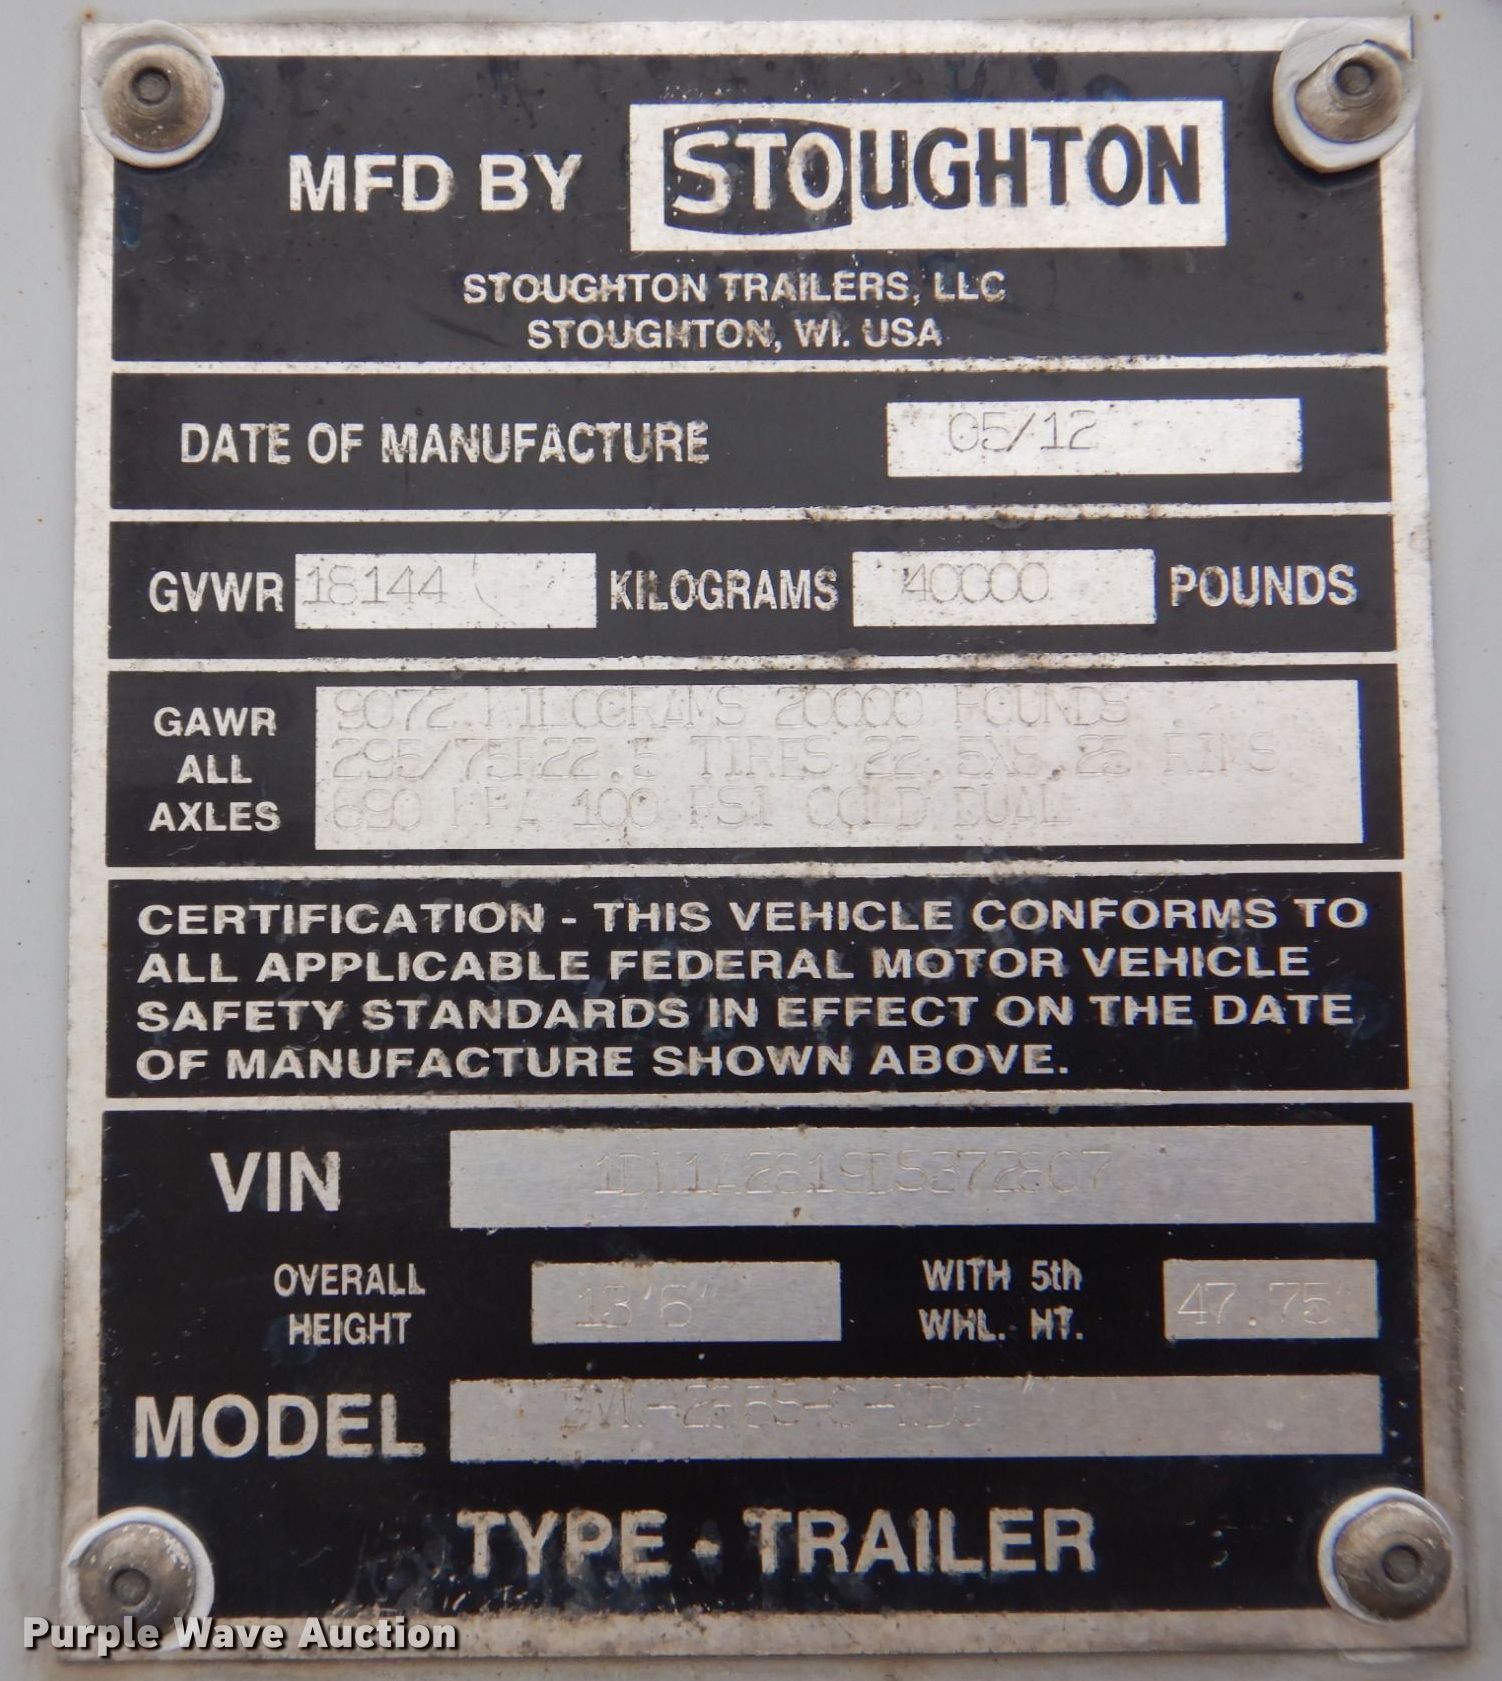 MFD BY STOUGHTON
STOUGHTON TRAILERS, LLC
STOUGHTON, WI. USA
DATE OF MANUFACTURE 05/12
GVWR 18144 KILOGRAMS 40000 POUNDS
GAWR ALL AXLES
9072 KILOGRAMS 20000 POUNDS
295/75R22.5 TIRES 22.5X8.25 RIMS
690 KPA 100 PSI COLD DUAL
CERTIFICATION - THIS VEHICLE CONFORMS TO
ALL APPLICABLE FEDERAL MOTOR VEHICLE
SAFETY STANDARDS IN EFFECT ON THE DATE
OF MANUFACTURE SHOWN ABOVE.
VIN 1DW1A2819DS372807
OVERALL HEIGHT 13'6" WITH 5th WHL. HT. 47.75"
MODEL
TYPE - TRAILER
Purple Wave Auction